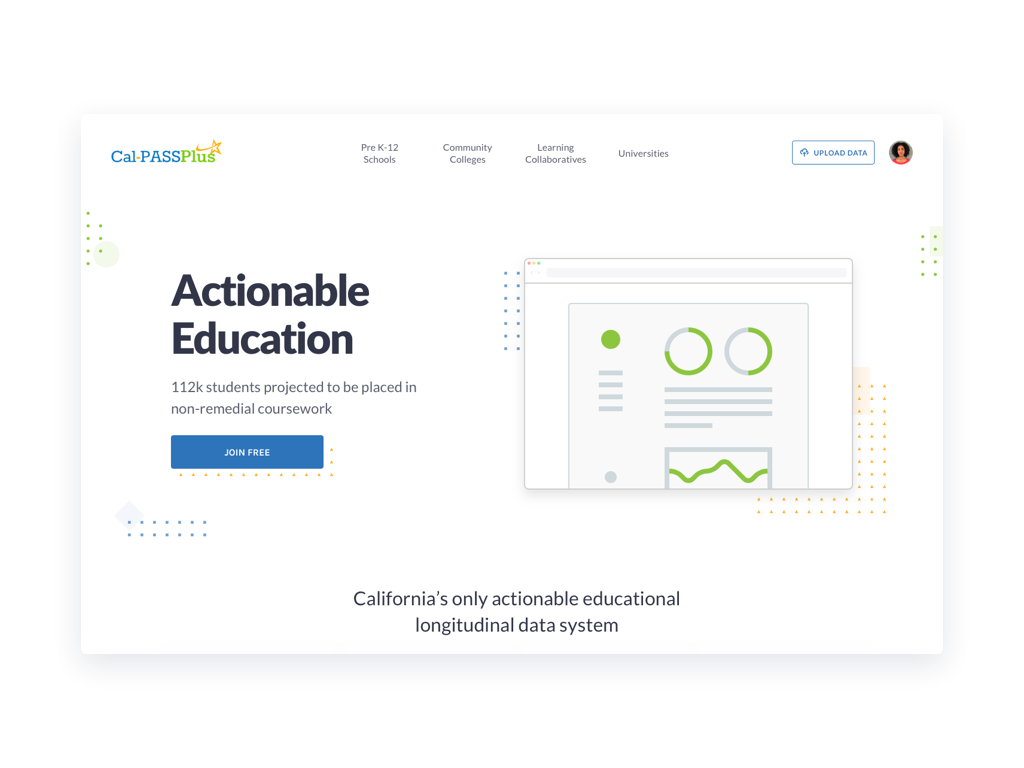 Cal-PASSPlus
Pre K-12
Schools
Community
Colleges
Learning
Collaboratives
Universities
UPLOAD DATA
Actionable
Education
112k students projected to be placed in
non-remedial coursework
JOIN FREE
California’s only actionable educational
longitudinal data system